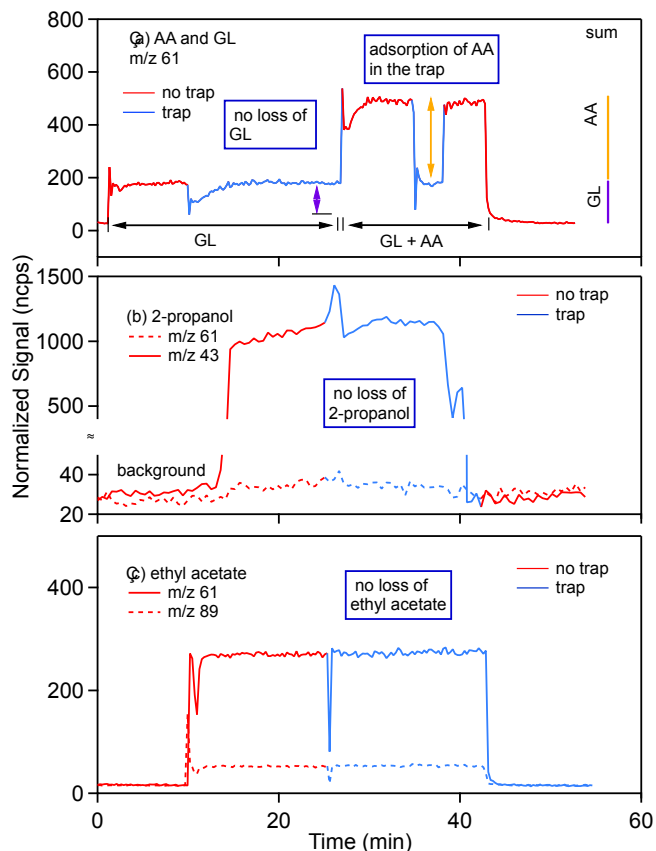 800
600
400
200
0
Ça) AA and GL
m/z 61
no trap
trap
no loss of
GL
adsorption of AA
in the trap
sum
AA
GL
GL
GL + AA
Normalized Signal (ncps)
1500
1000
500
≈
40
20
(b) 2-propanol
m/z 61
m/z 43
no trap
trap
no loss of
2-propanol
background
400
200
0
Çc) ethyl acetate
m/z 61
m/z 89
no loss of
ethyl acetate
no trap
trap
0
20
40
60
Time (min)